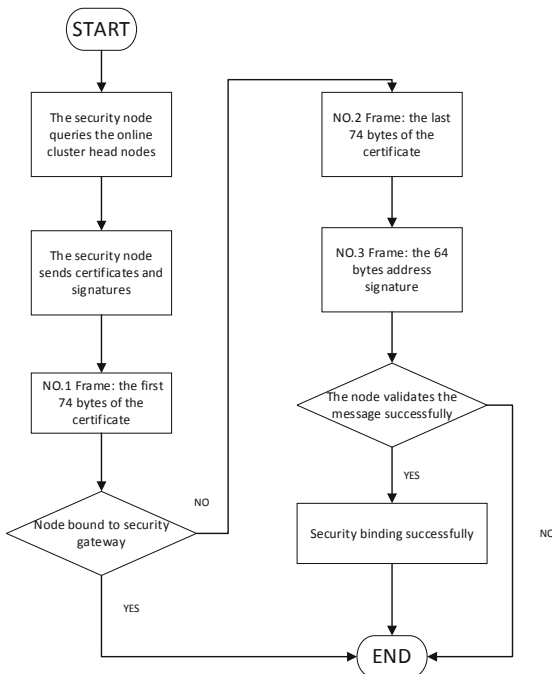 START
The security node
queries the online
cluster head nodes
The security node
sends certificates and
signatures
NO.1 Frame: the first
74 bytes of the
certificate
Node bound to security
gateway
NO
YES
NO.2 Frame: the last
74 bytes of the
certificate
NO.3 Frame: the 64
bytes address
signature
The node validates the
message successfully
YES
Security binding successfully
NO
END